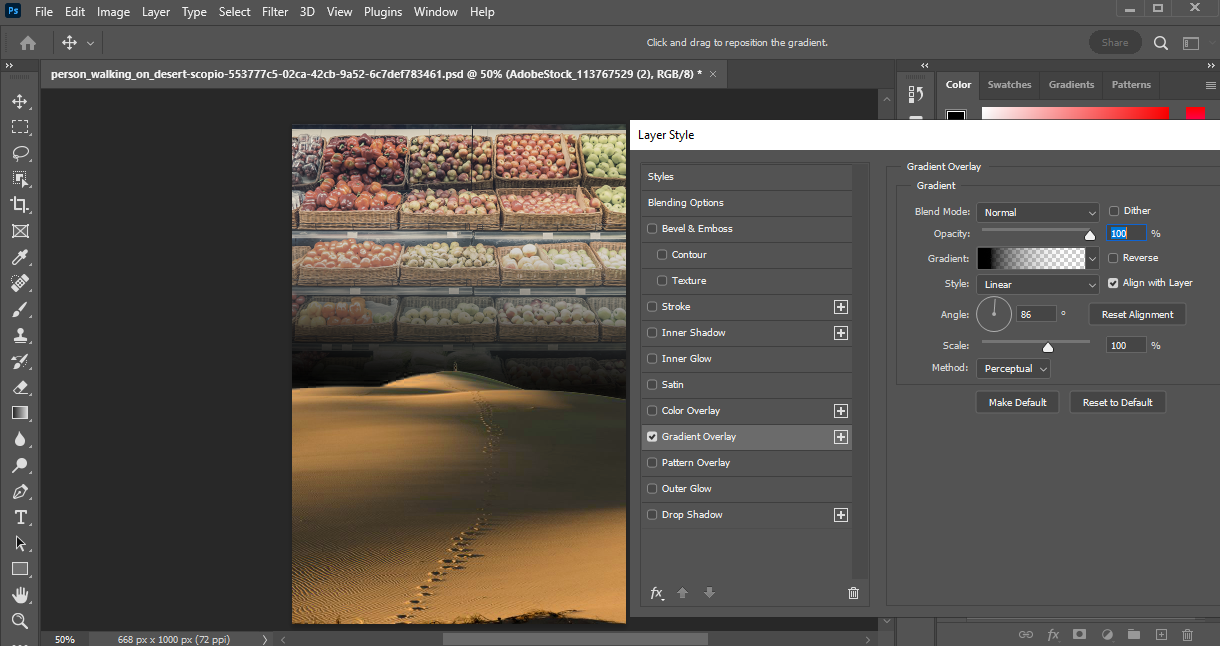 Ps File Edit Image Layer Type Select Filter 3D View Plugins Window Help
Click and drag to reposition the gradient.
Share
person_walking_on_desert-scopio-553777c5-02ca-42cb-9a52-6c7def783461.psd @ 50% (AdobeStock_113767529 (2), RGB/8) * ×
Color Swatches Gradients Patterns
Layer Style
Styles
Blending Options
Bevel & Emboss
Contour
Texture
Stroke
Inner Shadow
Inner Glow
Satin
Color Overlay
Gradient Overlay
Pattern Overlay
Outer Glow
Drop Shadow
fx
Gradient Overlay
Gradient
Blend Mode: Normal Dither
Opacity: 100 %
Gradient: Reverse
Style: Linear Align with Layer
Angle: 86 ° Reset Alignment
Scale: 100 %
Method: Perceptual
Make Default Reset to Default
50% 668 px x 1000 px (72 ppi)
fx